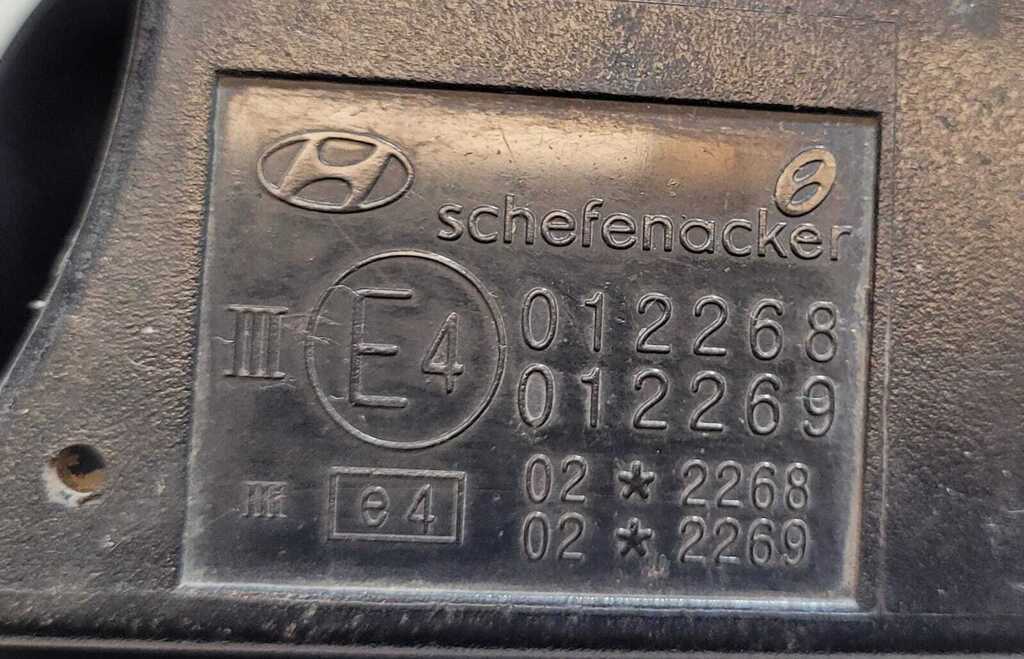 schefenacker
III E4 012268
012269
III e4 02*2268
02*2269